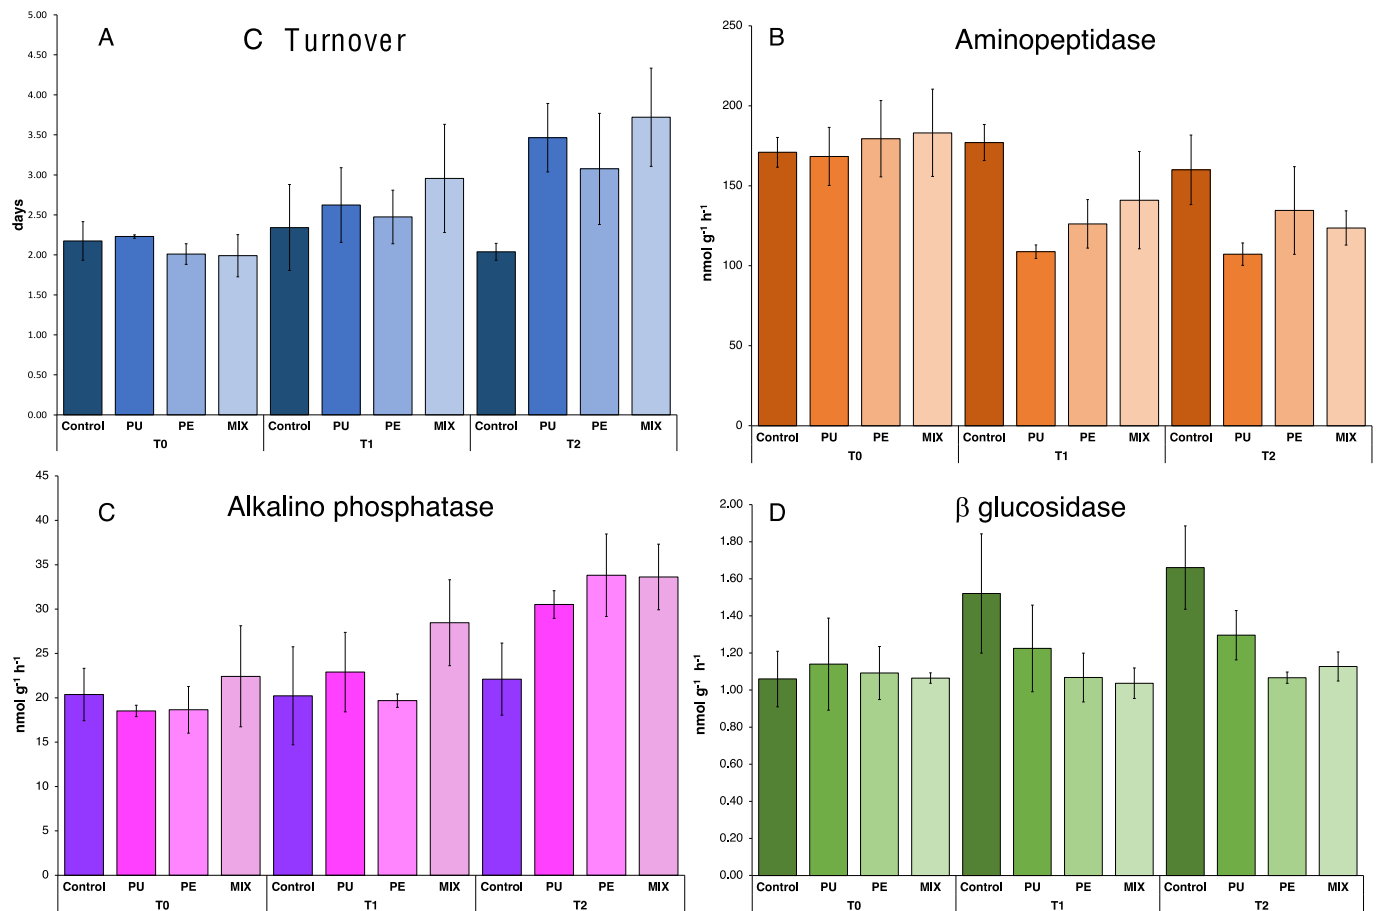 A
C Turnover
5.00
4.50
4.00
3.50
3.00
2.50
2.00
1.50
1.00
0.50
0.00
days
Control PU PE MIX Control PU PE MIX Control PU PE MIX
T0 T1 T2
B
Aminopeptidase
250
200
150
100
50
0
nmol g-1 h-1
Control PU PE MIX Control PU PE MIX Control PU PE MIX
T0 T1 T2
C
Alkalino phosphatase
45
40
35
30
25
20
15
10
5
0
nmol g-1 h-1
Control PU PE MIX Control PU PE MIX Control PU PE MIX
T0 T1 T2
D
β glucosidase
2.00
1.80
1.60
1.40
1.20
1.00
0.80
0.60
0.40
0.20
0.00
nmol g-1 h-1
Control PU PE MIX Control PU PE MIX Control PU PE MIX
T0 T1 T2